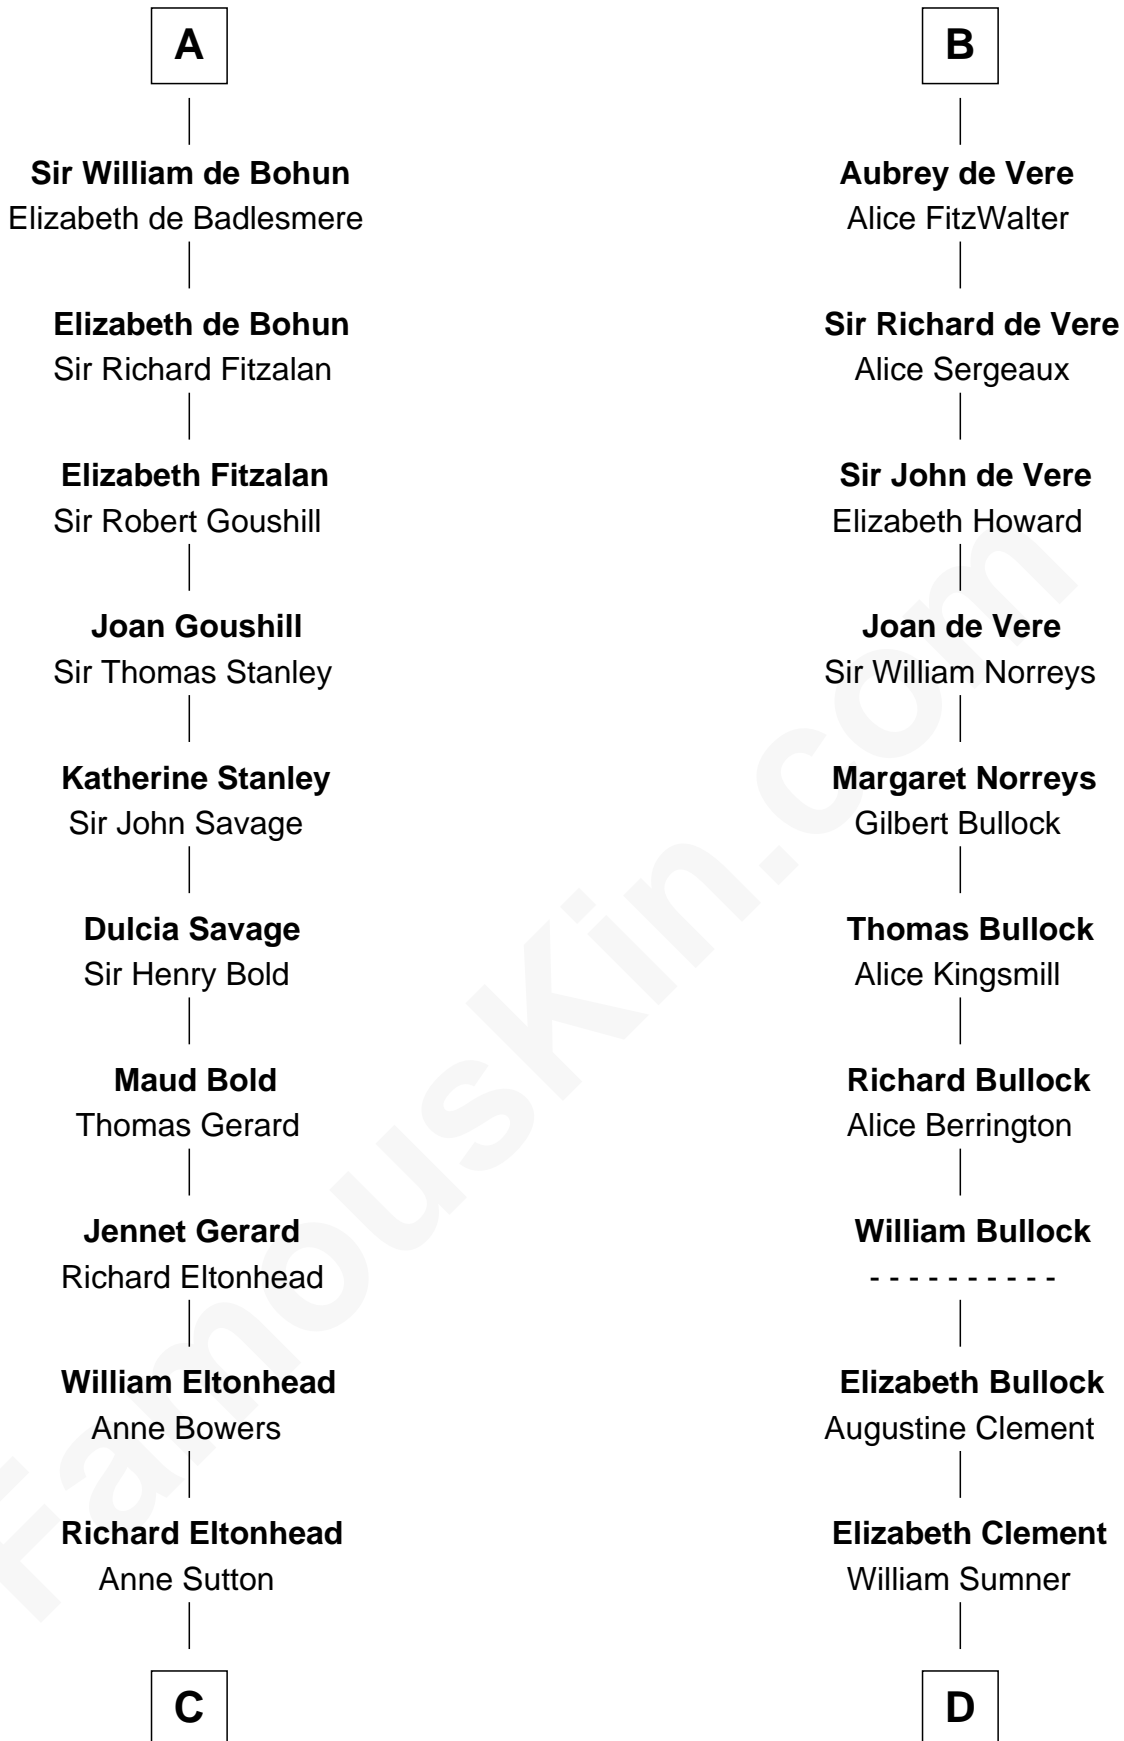 A
Sir William de Bohun
Elizabeth de Badlesmere
Elizabeth de Bohun
Sir Richard Fitzalan
Elizabeth Fitzalan
Sir Robert Goushill
Joan Goushill
Sir Thomas Stanley
Katherine Stanley
Sir John Savage
Dulcia Savage
Sir Henry Bold
Maud Bold
Thomas Gerard
Jennet Gerard
Richard Eltonhead
William Eltonhead
Anne Bowers
Richard Eltonhead
Anne Sutton
C
B
Aubrey de Vere
Alice FitzWalter
Sir Richard de Vere
Alice Sergeaux
Sir John de Vere
Elizabeth Howard
Joan de Vere
Sir William Norreys
Margaret Norreys
Gilbert Bullock
Thomas Bullock
Alice Kingsmill
Richard Bullock
Alice Berrington
William Bullock
- - - - - - - - - -
Elizabeth Bullock
Augustine Clement
Elizabeth Clement
William Sumner
D
FamousKin.com